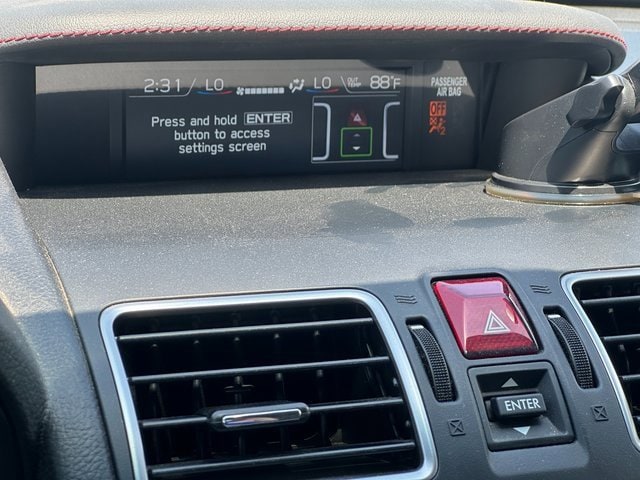 2:31 LO LO OUT TEMP 88°F
PASSENGER
AIR BAG
OFF
Press and hold ENTER
button to access
settings screen
ENTER